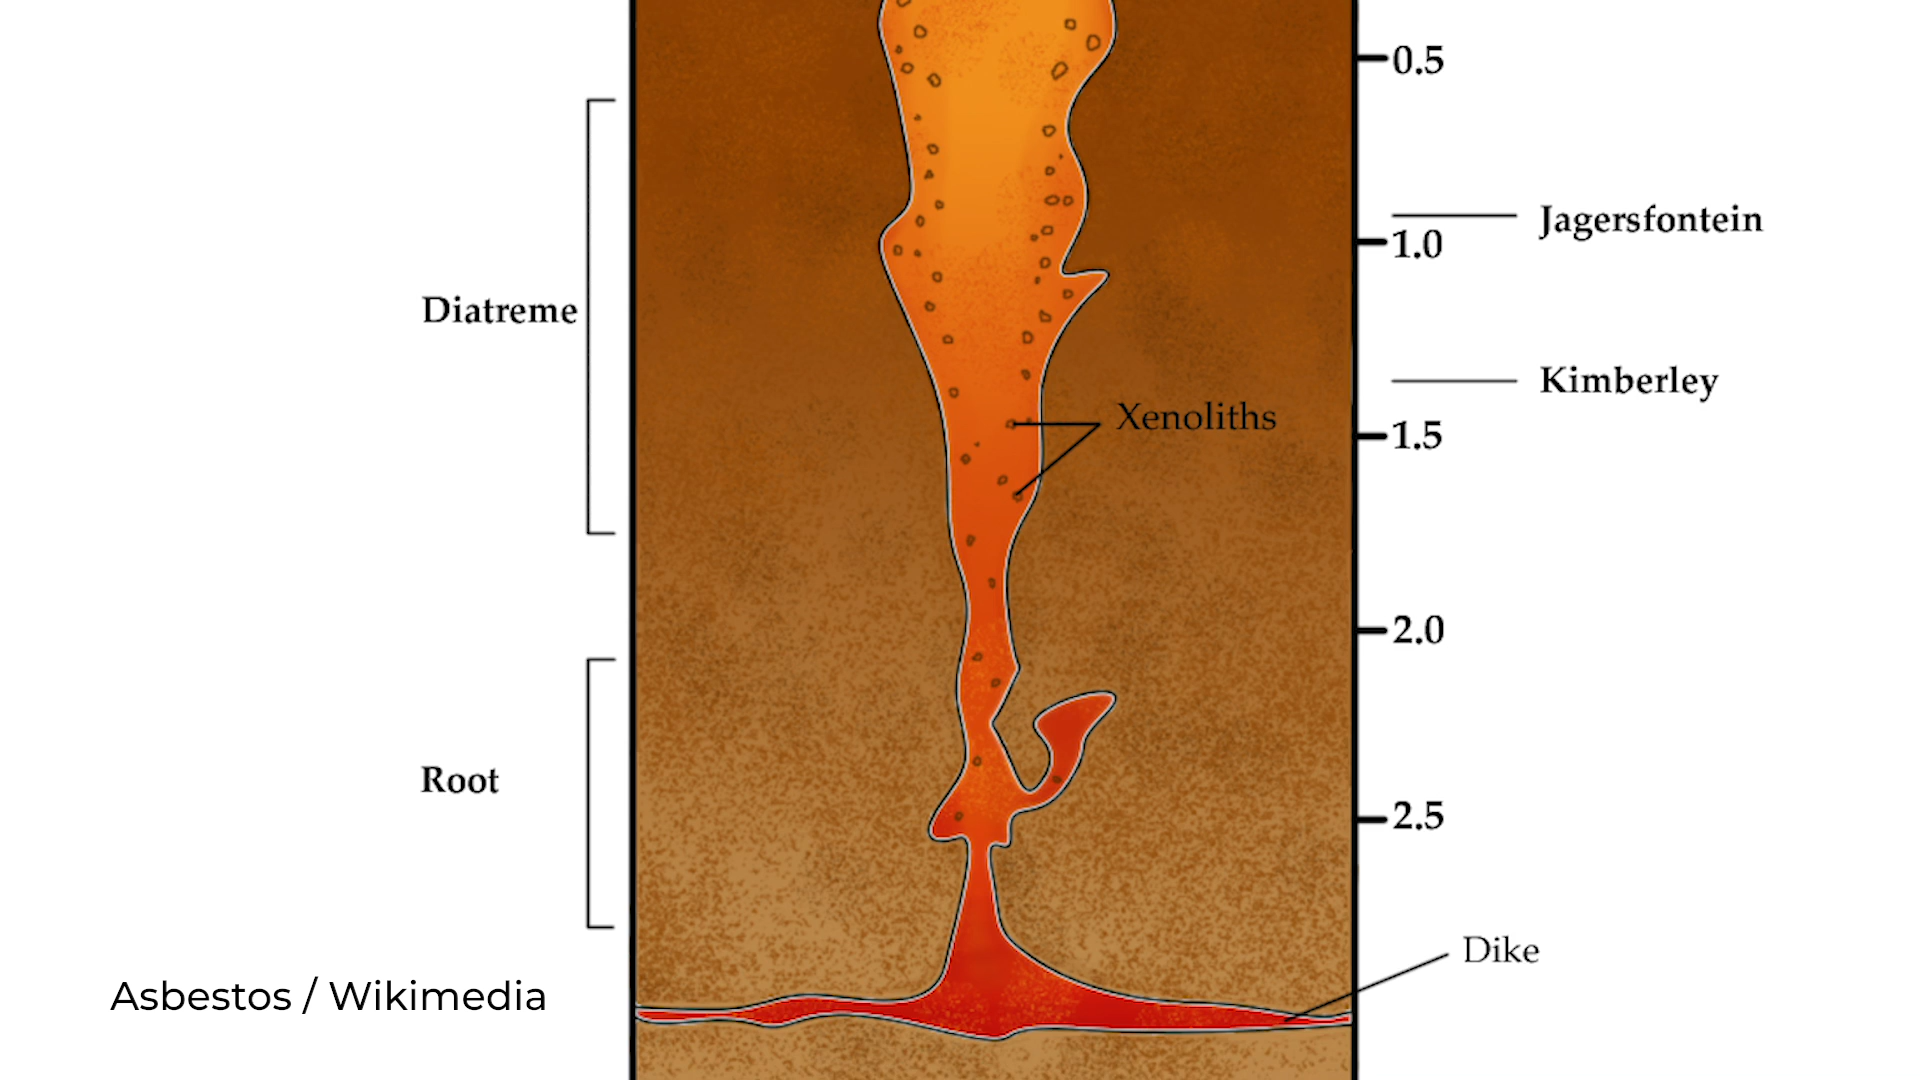 0.5
Jagersfontein
1.0
Diatreme
Kimberley
Xenoliths
1.5
2.0
Root
2.5
Dike
Asbestos / Wikimedia